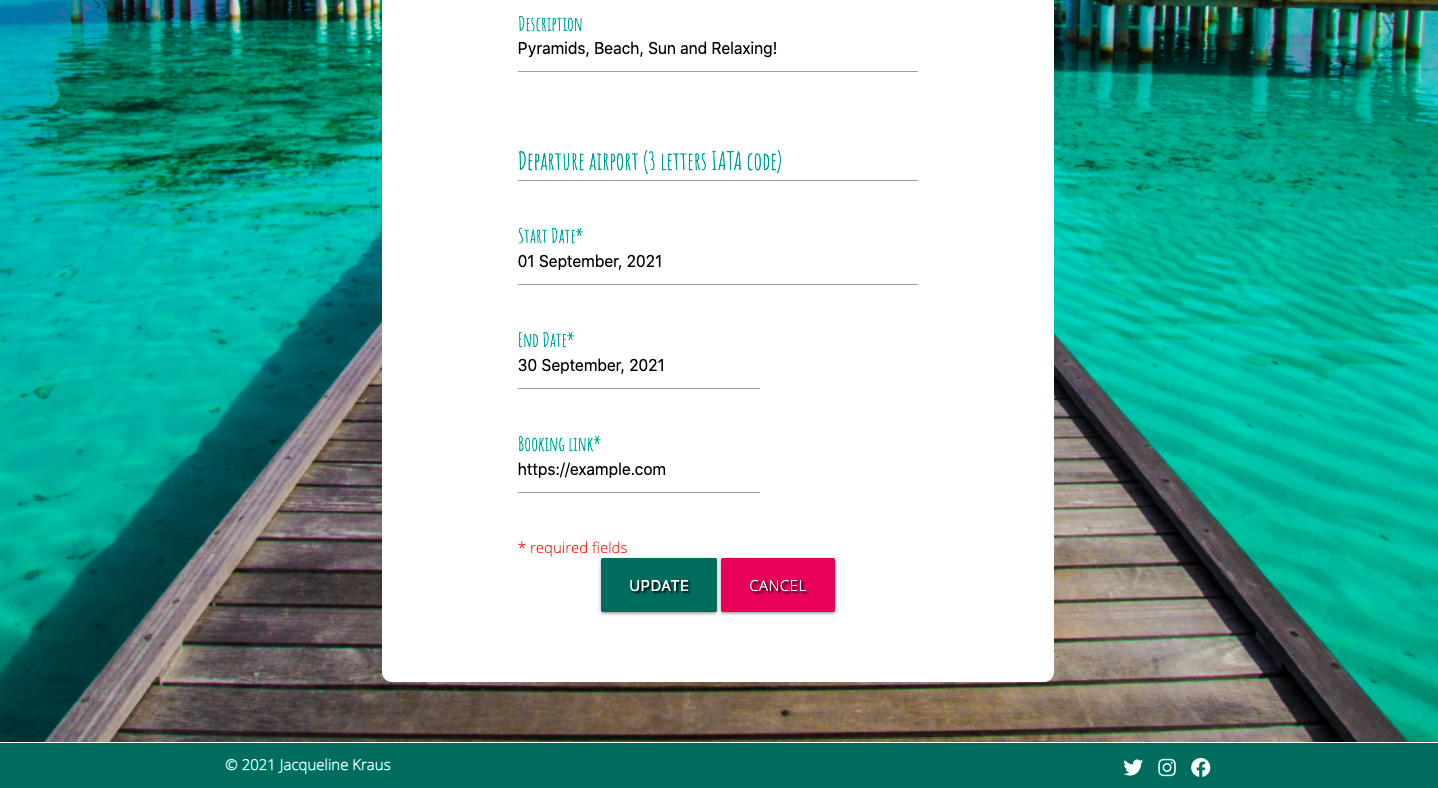 Description
Pyramids, Beach, Sun and Relaxing!
Departure airport (3 letters IATA code)
Start Date*
01 September, 2021
End Date*
30 September, 2021
Booking link*
https://example.com
* required fields
UPDATE CANCEL
© 2021 Jacqueline Kraus